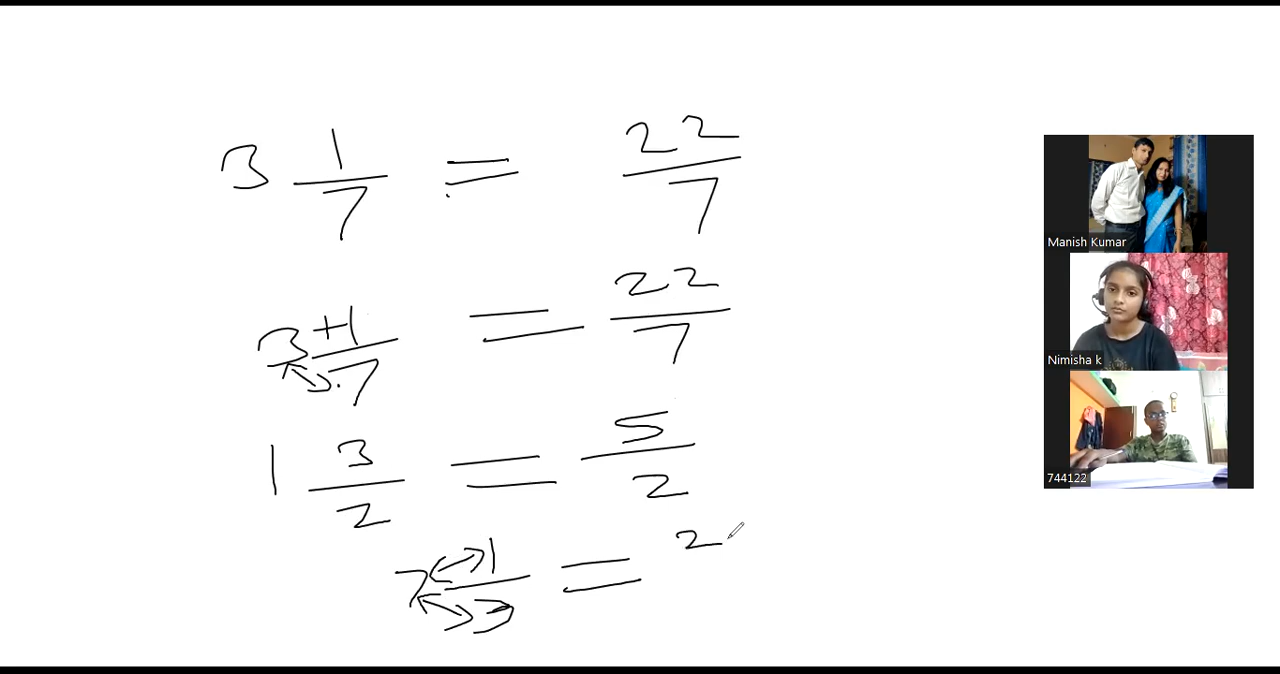 3 1/7 = 22/7
Manish Kumar
3 +1/7 = 22/7
Nimisha k
1 3/2 = 5/2
744122
7 1/3 = 2